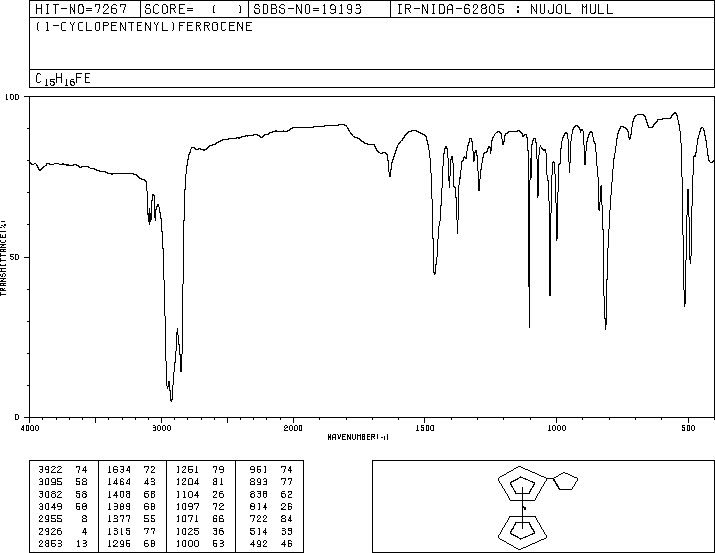 HIT-NO=7267 SCORE= ( ) SDBS-NO=19193 IR-NIDA-62805 : NUJOL MULL
(1-CYCLOPENTENYL)FERROCENE
C15H16FE
100
50
0
TRANSMITTANCE(%)
4000 3000 2000 1500 1000 500
WAVENUMBER(-1)
3922 74 1634 72 1251 79 961 74
3095 58 1464 43 1204 81 893 77
3082 58 1408 68 1104 26 838 62
3049 60 1389 68 1097 72 814 26
2955 8 1377 55 1071 66 722 84
2926 4 1315 77 1025 36 514 33
2853 13 1295 68 1000 53 492 46